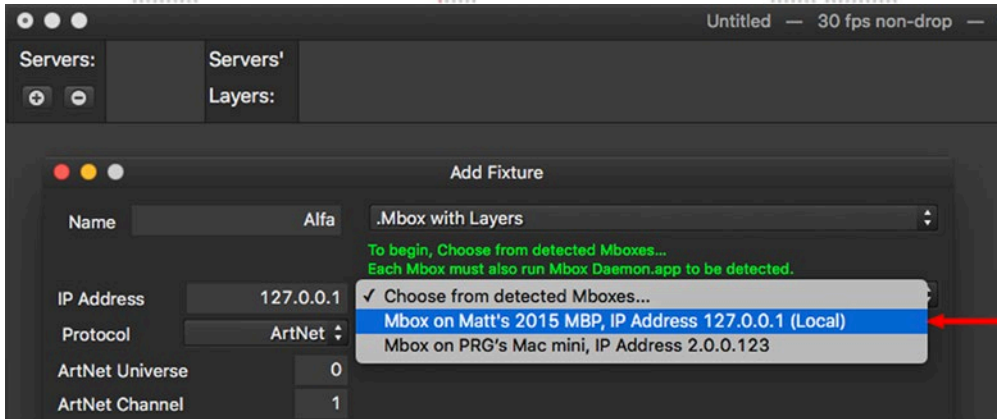 Untitled — 30 fps non-drop —
Servers:
Servers'
Layers:
Add Fixture
Name
Alfa
.Mbox with Layers
To begin, Choose from detected Mboxes...
Each Mbox must also run Mbox Daemon.app to be detected.
IP Address
127.0.0.1
✓ Choose from detected Mboxes...
Mbox on Matt's 2015 MBP, IP Address 127.0.0.1 (Local)
Mbox on PRG's Mac mini, IP Address 2.0.0.123
Protocol
ArtNet
ArtNet Universe
0
ArtNet Channel
1